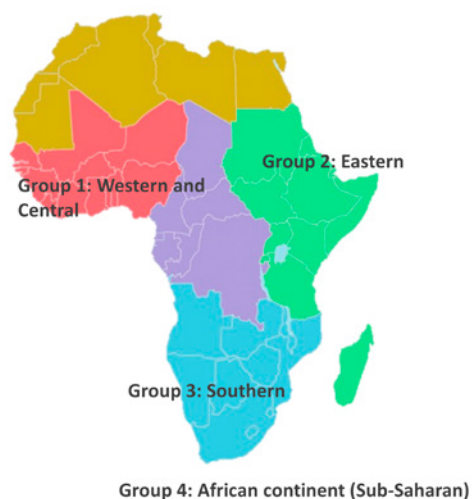 Group 2: Eastern
Group 1: Western and
Central
Group 3: Southern
Group 4: African continent (Sub-Saharan)